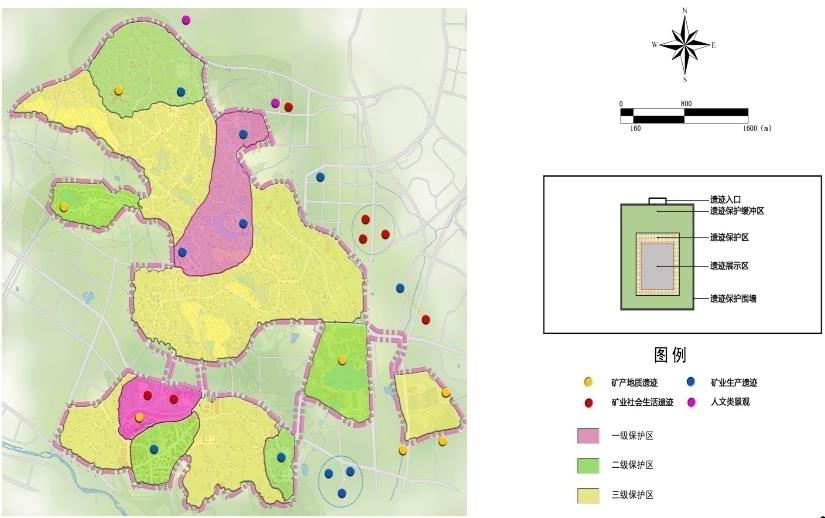 N
W E
S
0 800
160 1600 (m)
遗迹入口
遗迹保护缓冲区
遗迹保护区
遗迹展示区
遗迹保护围墙
图例
矿产地质遗迹 矿业生产遗迹
矿业社会生活遗迹 人文类景观
一级保护区
二级保护区
三级保护区